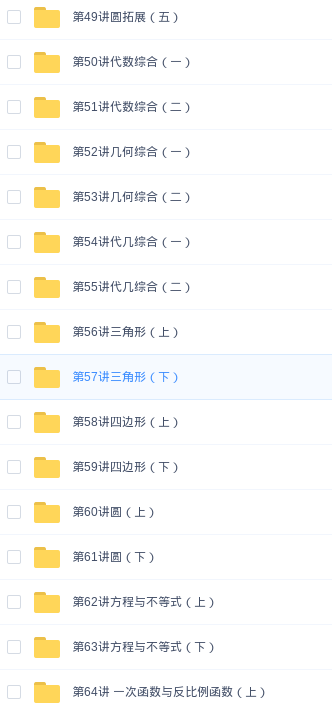 第49讲圆拓展（五）
第50讲代数综合（一）
第51讲代数综合（二）
第52讲几何综合（一）
第53讲几何综合（二）
第54讲代几综合（一）
第55讲代几综合（二）
第56讲三角形（上）
第57讲三角形（下）
第58讲四边形（上）
第59讲四边形（下）
第60讲圆（上）
第61讲圆（下）
第62讲方程与不等式（上）
第63讲方程与不等式（下）
第64讲 一次函数与反比例函数（上）